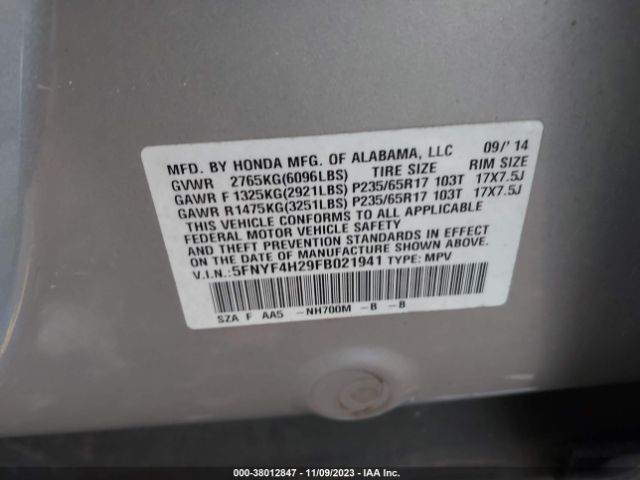 MFD. BY HONDA MFG. OF ALABAMA, LLC 09/'14
GVWR 2765KG(6096LBS) TIRE SIZE RIM SIZE
GAWR F 1325KG(2921LBS) P235/65R17 103T 17X7.5J
GAWR R1475KG(3251LBS) P235/65R17 103T 17X7.5J
THIS VEHICLE CONFORMS TO ALL APPLICABLE
FEDERAL MOTOR VEHICLE SAFETY
AND THEFT PREVENTION STANDARDS IN EFFECT
ON THE DATE OF MANUFACTURE SHOWN ABOVE.
V.I.N.:5FNYF4H29FB021941 TYPE: MPV
SZA F AA5 -NH700M -B -B
000-38012847 - 11/09/2023 - IAA Inc.